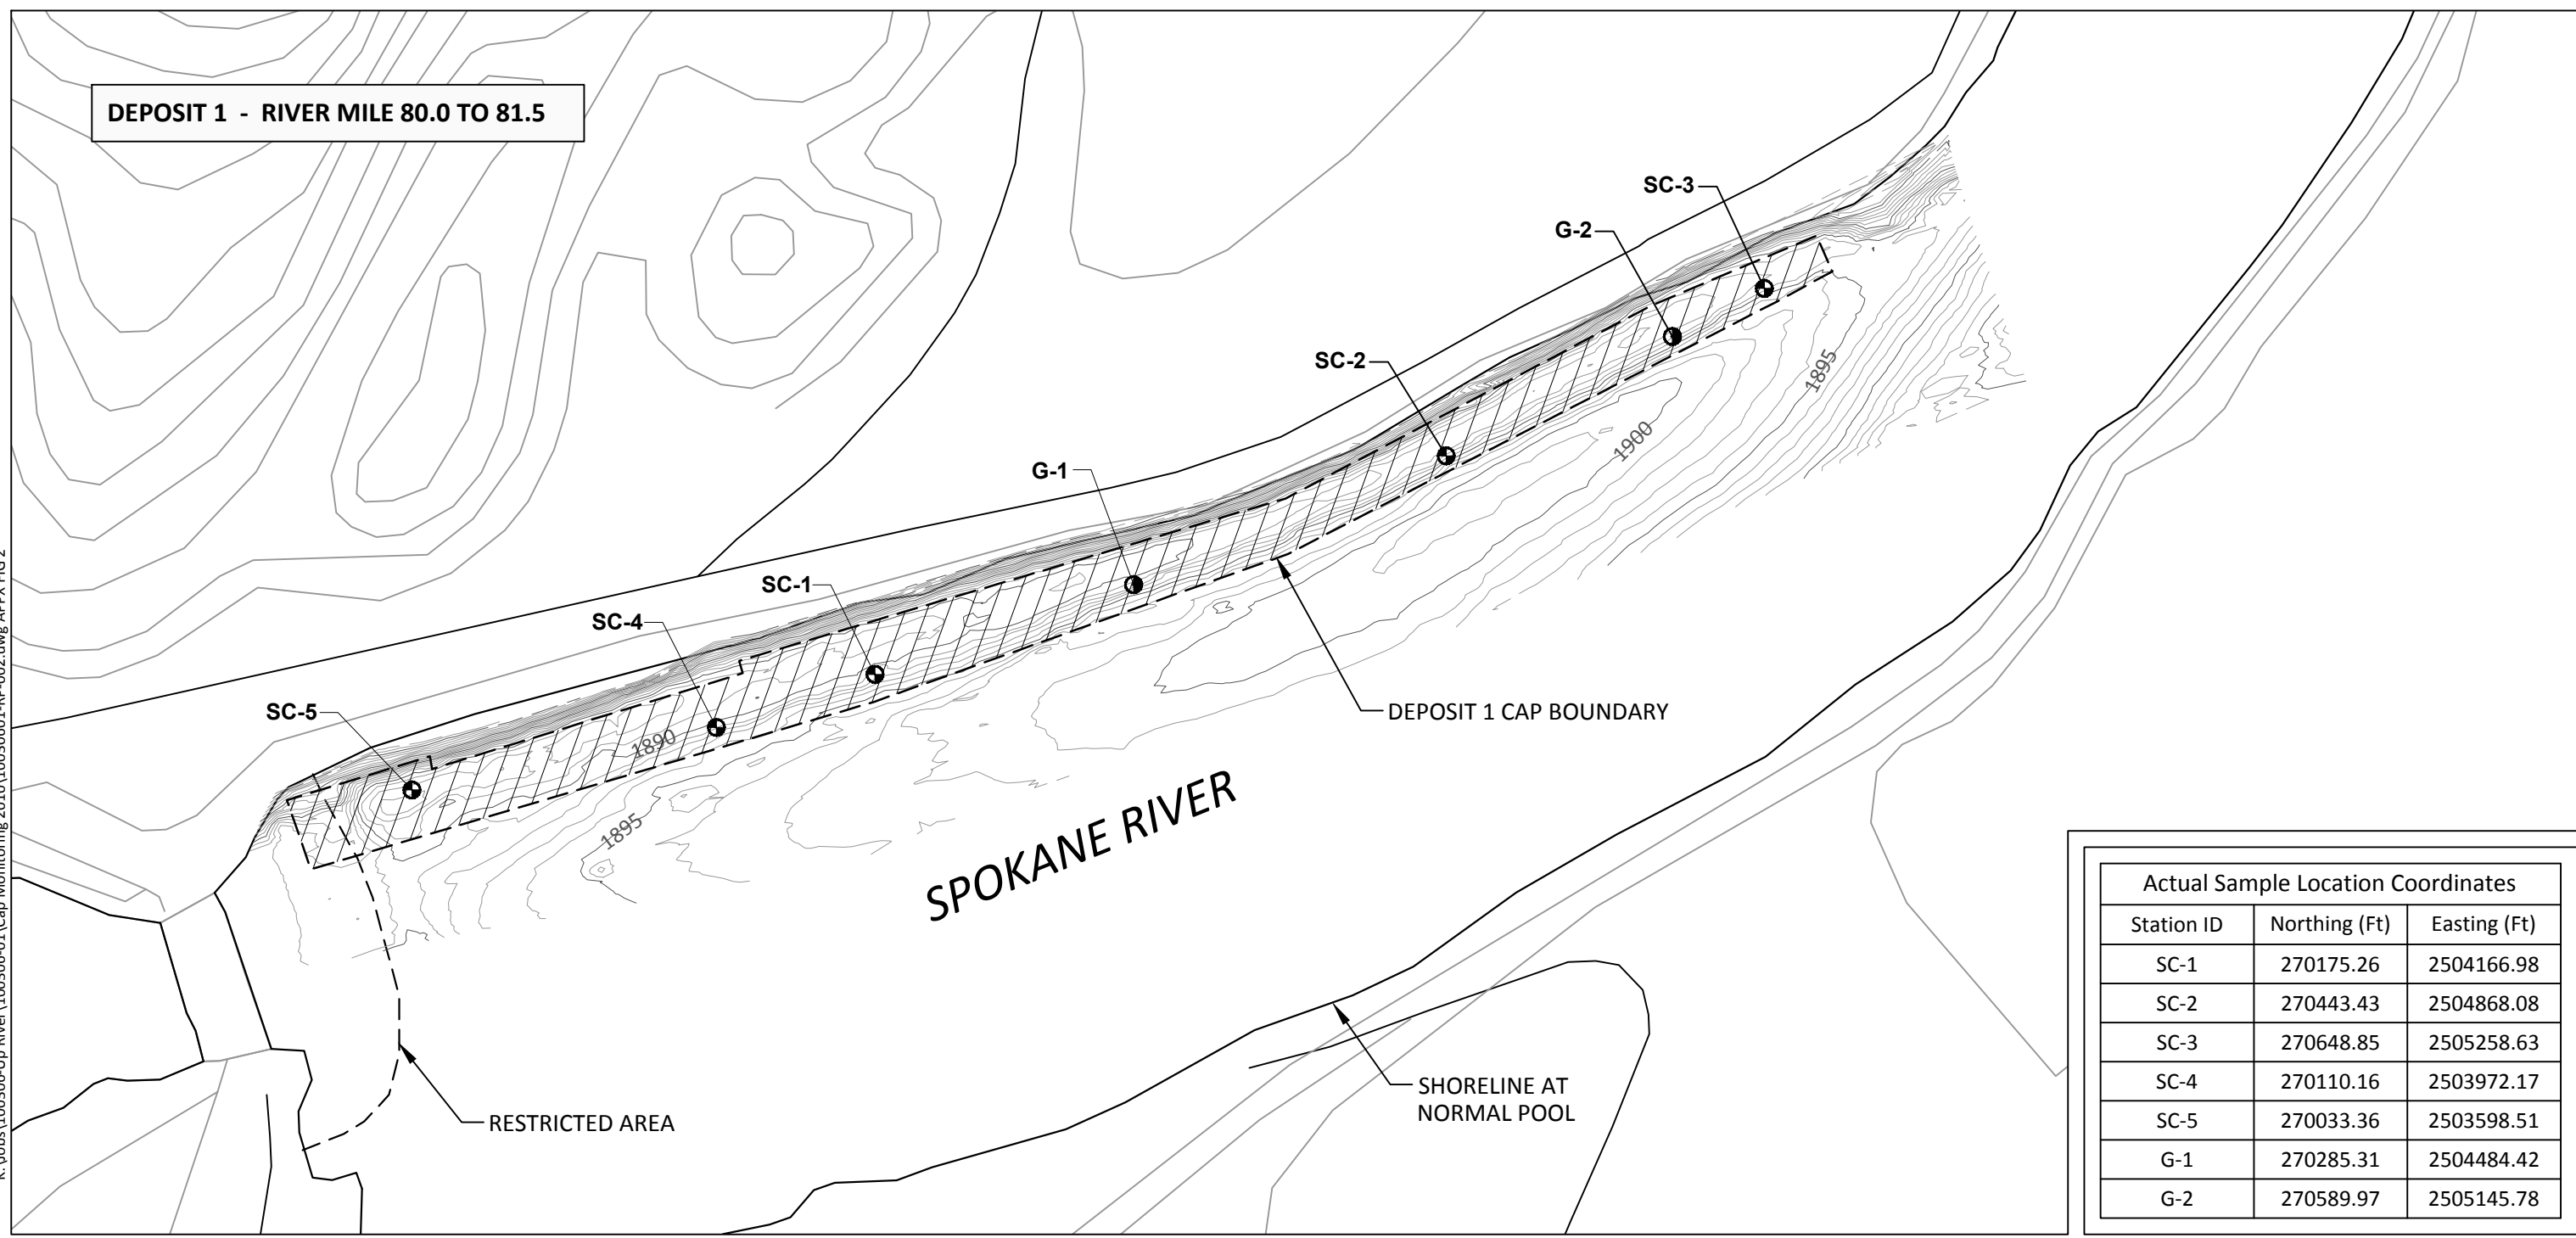 DEPOSIT 1 - RIVER MILE 80.0 TO 81.5
SC-3
G-2
SC-2
1895
1900
G-1
SC-1
SC-4
SC-5
1890
1895
DEPOSIT 1 CAP BOUNDARY
SPOKANE RIVER
RESTRICTED AREA
SHORELINE AT
NORMAL POOL
Actual Sample Location Coordinates
Station ID Northing (Ft) Easting (Ft)
SC-1 270175.26 2504166.98
SC-2 270443.43 2504868.08
SC-3 270648.85 2505258.63
SC-4 270110.16 2503972.17
SC-5 270033.36 2503598.51
G-1 270285.31 2504484.42
G-2 270589.97 2505145.78